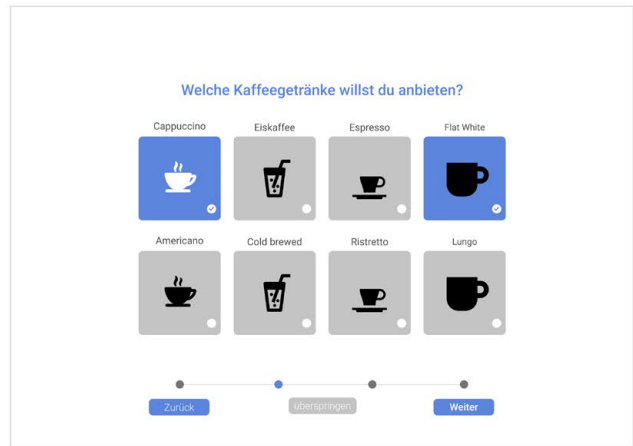 Welche Kaffeegetränke willst du anbieten?
Cappuccino Eiskaffee Espresso Flat White
Americano Cold brewed Ristretto Lungo
Zurück überspringen Weiter